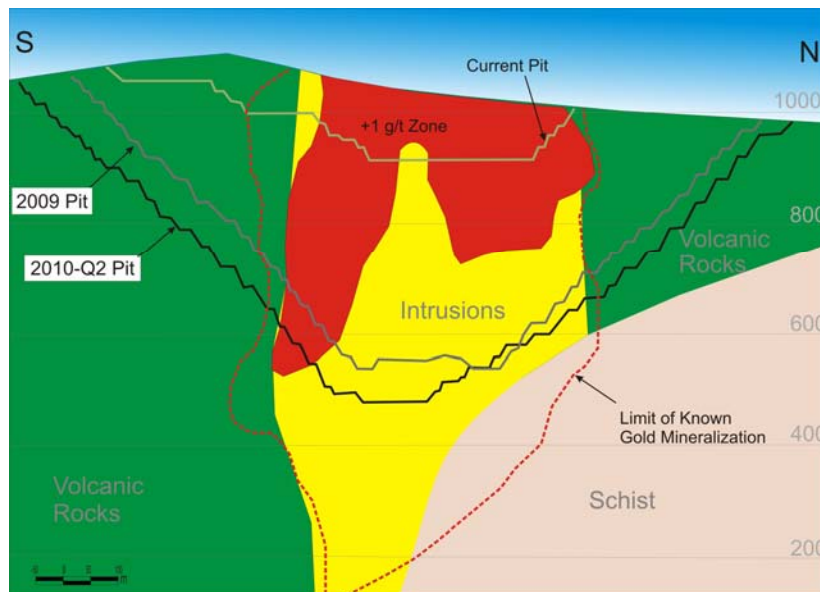 S
N
Current Pit
1000
+1 g/t Zone
2009 Pit
800
Volcanic
Rocks
2010-Q2 Pit
Intrusions
600
Limit of Known
Gold Mineralization
400
Volcanic
Rocks
Schist
200